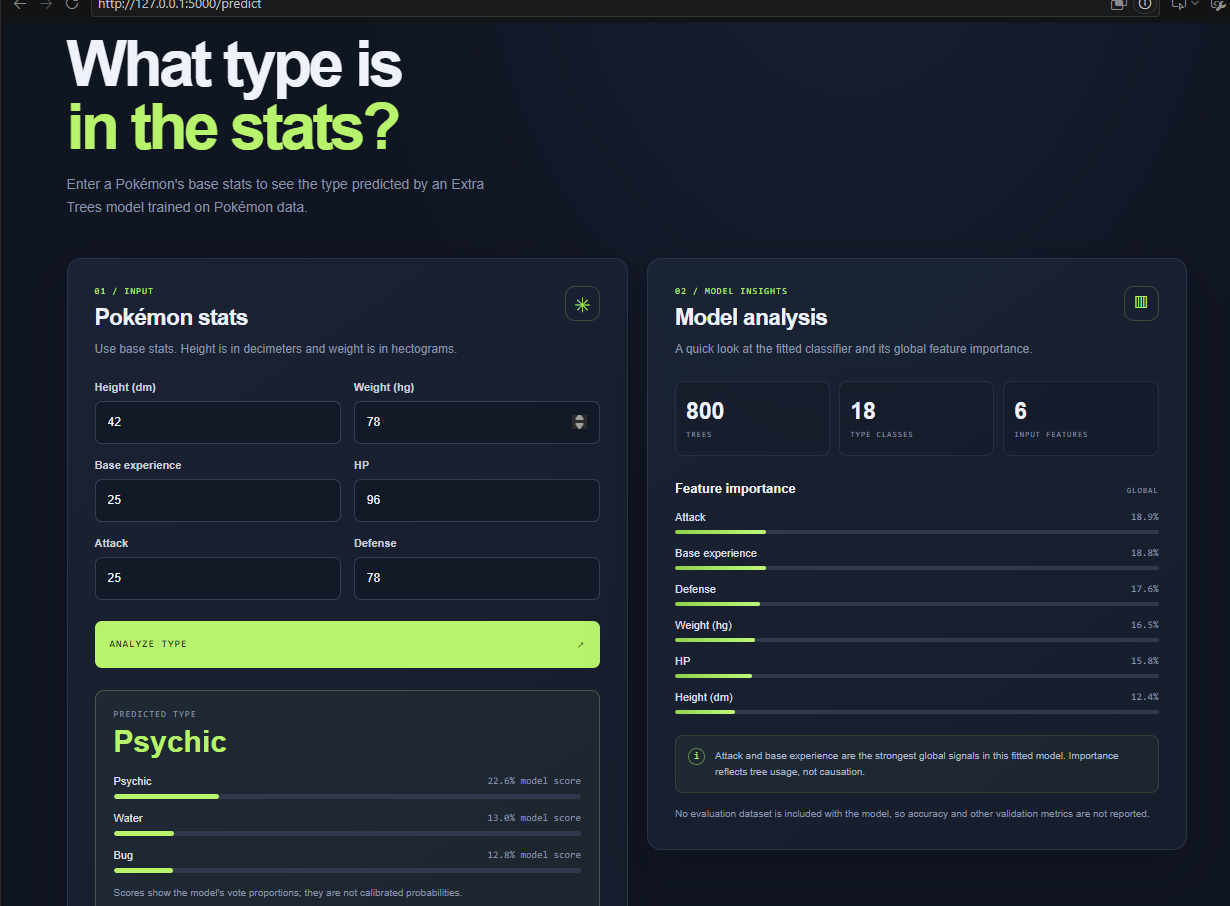 http://127.0.0.1:5000/predict
What type is
in the stats?
Enter a Pokémon's base stats to see the type predicted by an Extra
Trees model trained on Pokémon data.
01 / INPUT
Pokémon stats
Use base stats. Height is in decimeters and weight is in hectograms.
Height (dm)
Weight (hg)
42
78
Base experience
HP
25
96
Attack
Defense
25
78
ANALYZE TYPE
↗
PREDICTED TYPE
Psychic
Psychic
22.6% model score
Water
13.0% model score
Bug
12.8% model score
Scores show the model's vote proportions; they are not calibrated probabilities.
02 / MODEL INSIGHTS
Model analysis
A quick look at the fitted classifier and its global feature importance.
800
TREES
18
TYPE CLASSES
6
INPUT FEATURES
Feature importance
GLOBAL
Attack
18.9%
Base experience
18.8%
Defense
17.6%
Weight (hg)
16.5%
HP
15.8%
Height (dm)
12.4%
i
Attack and base experience are the strongest global signals in this fitted model. Importance
reflects tree usage, not causation.
No evaluation dataset is included with the model, so accuracy and other validation metrics are not reported.